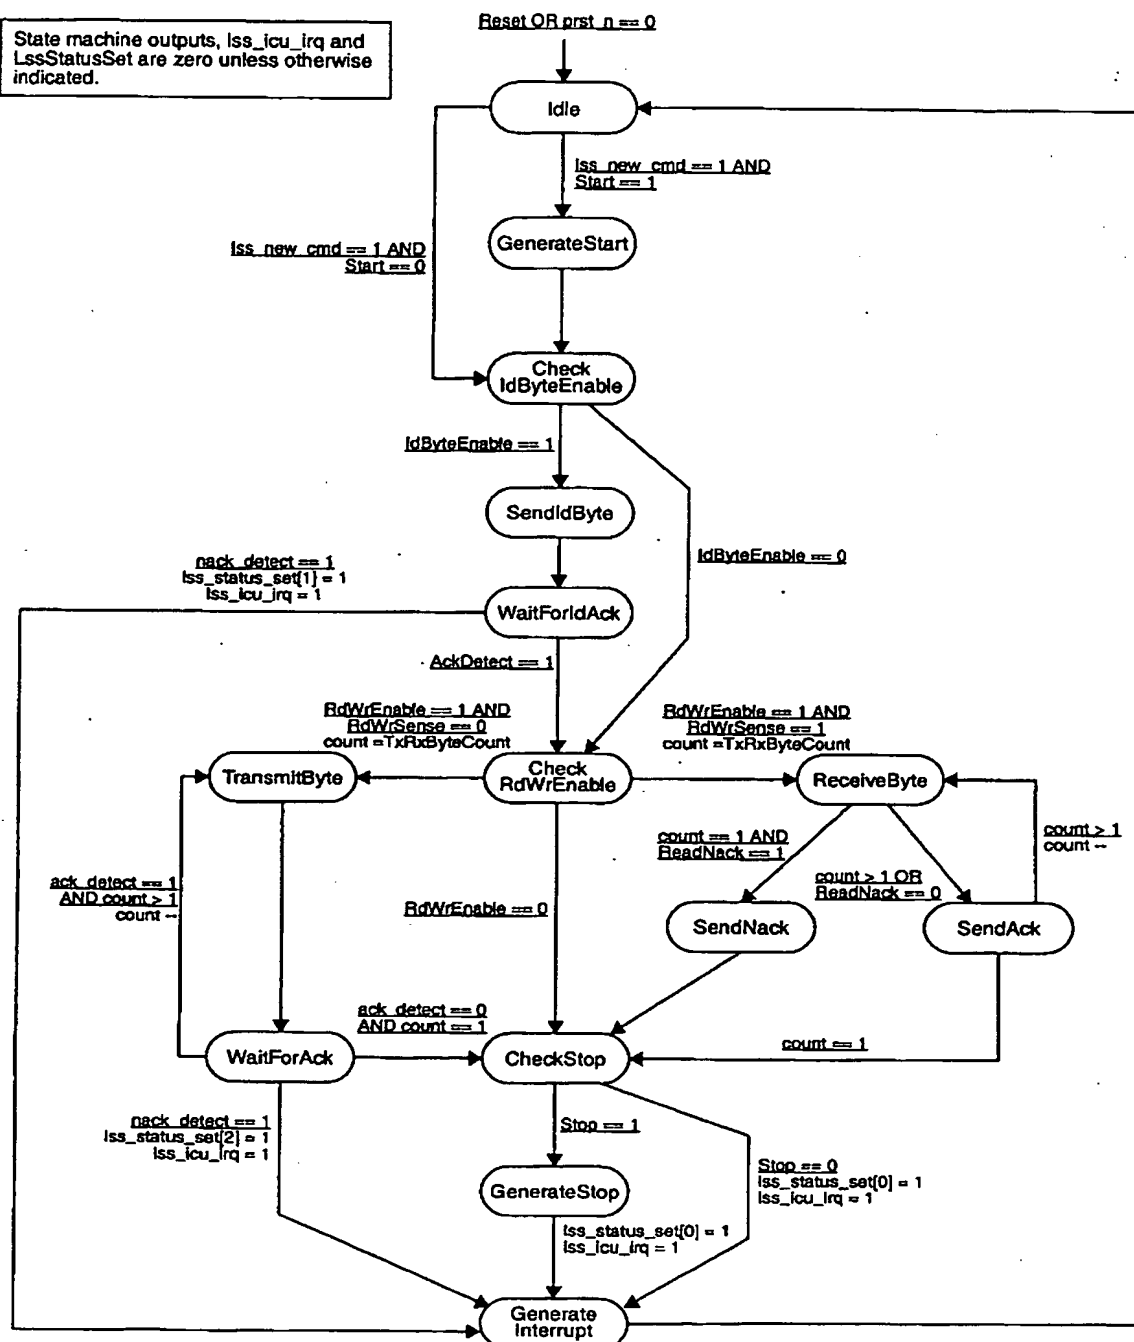 Reset OR prst_n == 0
State machine outputs, lss_icu_irq and
LssStatusSet are zero unless otherwise
indicated.
Idle
lss_new_cmd == 1 AND
Start == 1
GenerateStart
lss_new_cmd == 1 AND
Start == 0
Check
IdByteEnable
IdByteEnable == 1
SendIdByte
IdByteEnable == 0
nack_detect == 1
lss_status_set[1] = 1
lss_icu_irq = 1
WaitForIdAck
AckDetect == 1
RdWrEnable == 1 AND
RdWrSense == 0
count =TxRxByteCount
RdWrEnable == 1 AND
RdWrSense == 1
count =TxRxByteCount
TransmitByte
Check
RdWrEnable
ReceiveByte
count == 1 AND
ReadNack == 1
count > 1
count --
ack_detect == 1
AND count > 1
count --
count > 1 OR
ReadNack == 0
RdWrEnable == 0
SendNack
SendAck
ack_detect == 0
AND count == 1
WaitForAck
CheckStop
count == 1
nack_detect == 1
lss_status_set[2] = 1
lss_icu_irq = 1
Stop == 1
Stop == 0
lss_status_set[0] = 1
lss_icu_irq = 1
GenerateStop
lss_status_set[0] = 1
lss_icu_irq = 1
Generate
Interrupt